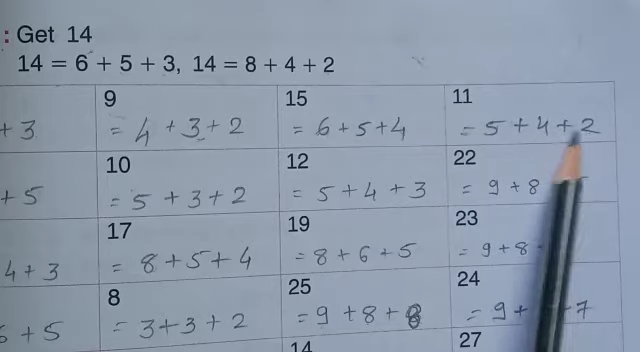 : Get 14
14 = 6 + 5 + 3, 14 = 8 + 4 + 2
9 15 11
+ 3 = 4 + 3 + 2 = 6 + 5 + 4 = 5 + 4 + 2
10 12 22
+ 5 = 5 + 3 + 2 = 5 + 4 + 3 = 9 + 8
17 19 23
4 + 3 = 8 + 5 + 4 = 8 + 6 + 5 = 9 + 8
8 25 24
+ 5 = 3 + 3 + 2 = 9 + 8 + 8 = 9 + + 7
14 27